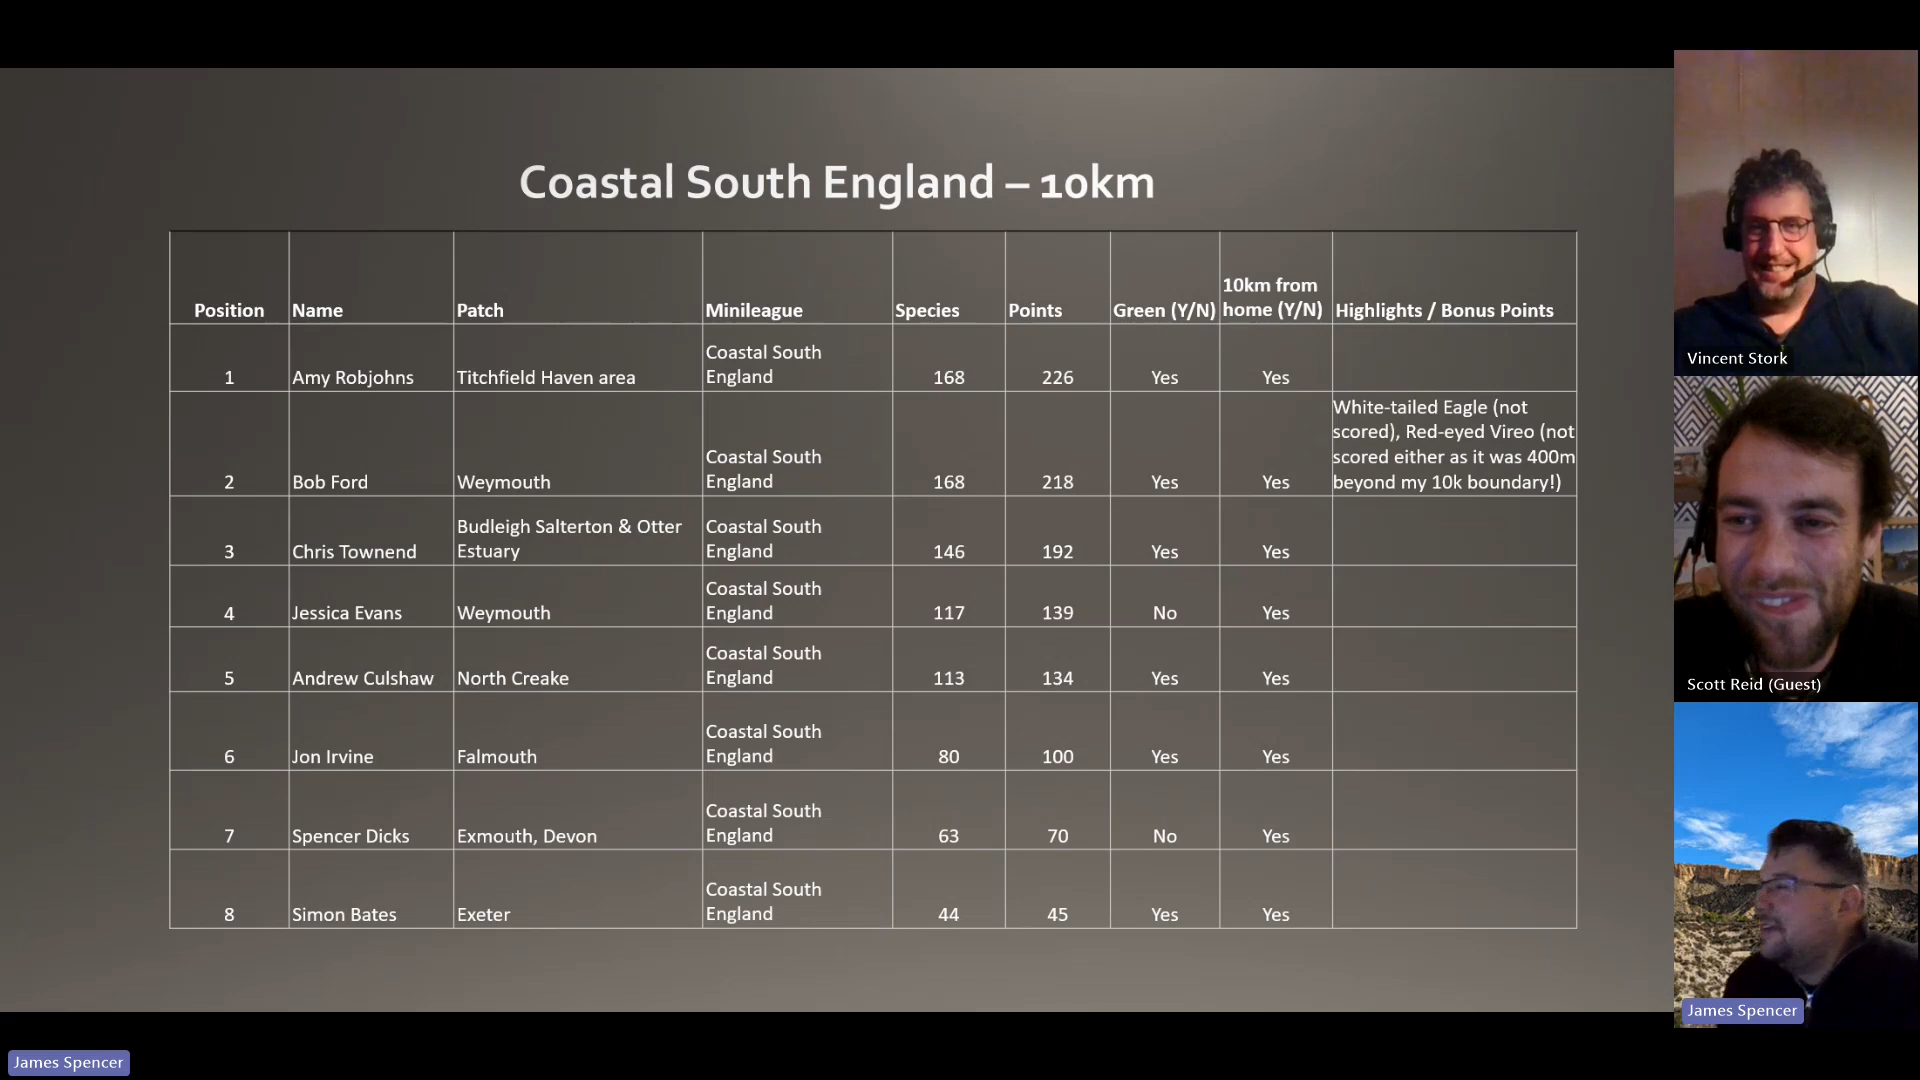 Coastal South England – 10km
Position Name Patch Minileague Species Points Green (Y/N) 10km from home (Y/N) Highlights / Bonus Points
1 Amy Robjohns Titchfield Haven area Coastal South England 168 226 Yes Yes
2 Bob Ford Weymouth Coastal South England 168 218 Yes Yes White-tailed Eagle (not scored), Red-eyed Vireo (not scored either as it was 400m beyond my 10k boundary!)
3 Chris Townend Budleigh Salterton & Otter Estuary Coastal South England 146 192 Yes Yes
4 Jessica Evans Weymouth Coastal South England 117 139 No Yes
5 Andrew Culshaw North Creake Coastal South England 113 134 Yes Yes
6 Jon Irvine Falmouth Coastal South England 80 100 Yes Yes
7 Spencer Dicks Exmouth, Devon Coastal South England 63 70 No Yes
8 Simon Bates Exeter Coastal South England 44 45 Yes Yes
Vincent Stork
Scott Reid (Guest)
James Spencer
James Spencer